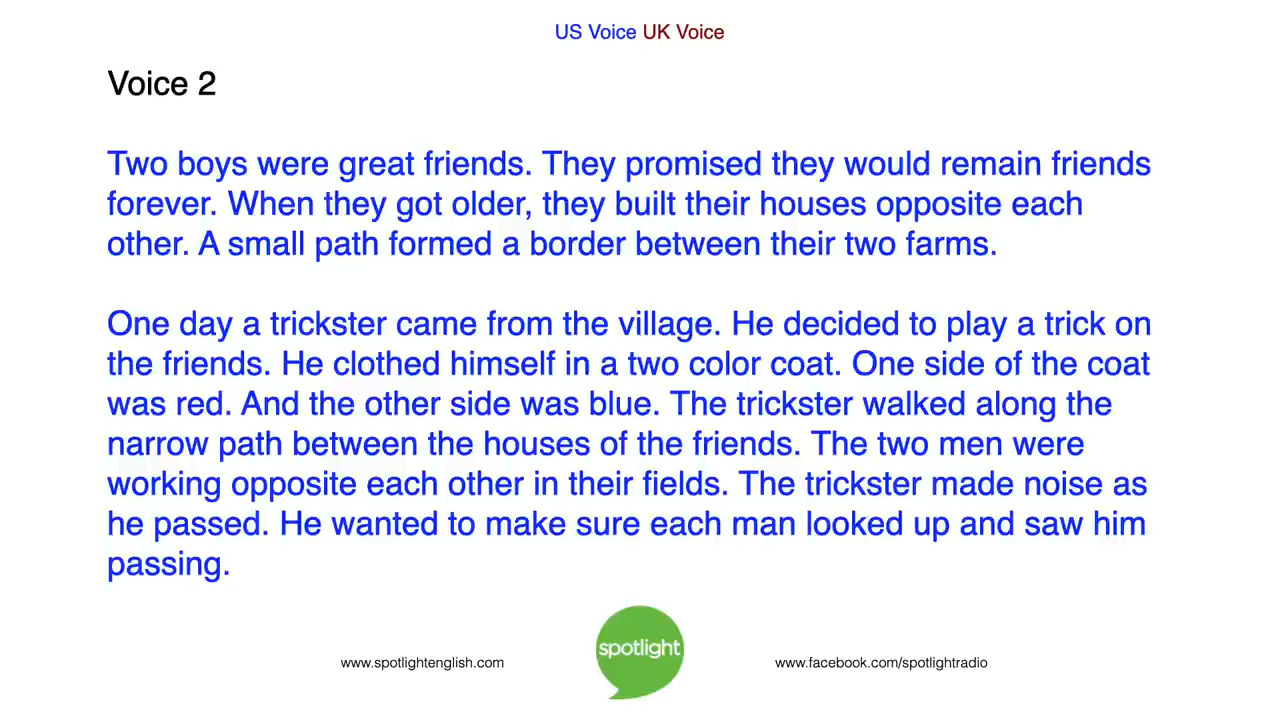 US Voice UK Voice
Voice 2
Two boys were great friends. They promised they would remain friends
forever. When they got older, they built their houses opposite each
other. A small path formed a border between their two farms.
One day a trickster came from the village. He decided to play a trick on
the friends. He clothed himself in a two color coat. One side of the coat
was red. And the other side was blue. The trickster walked along the
narrow path between the houses of the friends. The two men were
working opposite each other in their fields. The trickster made noise as
he passed. He wanted to make sure each man looked up and saw him
passing.
spotlight
www.spotlightenglish.com
www.facebook.com/spotlightradio